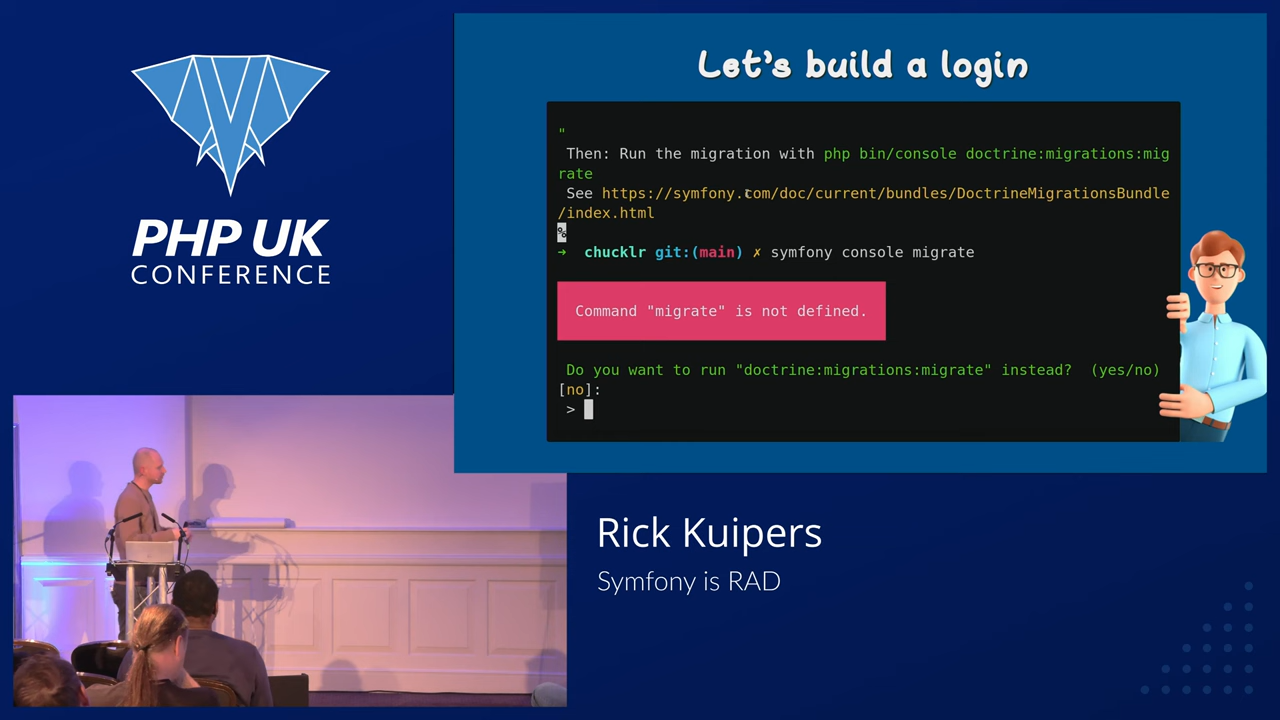 PHP UK
CONFERENCE
Let's build a login
"
Then: Run the migration with php bin/console doctrine:migrations:mig
rate
See https://symfony.com/doc/current/bundles/DoctrineMigrationsBundle
/index.html
%
➜ chucklr git:(main) ✗ symfony console migrate
Command "migrate" is not defined.
Do you want to run "doctrine:migrations:migrate" instead? (yes/no)
[no]:
>
Rick Kuipers
Symfony is RAD